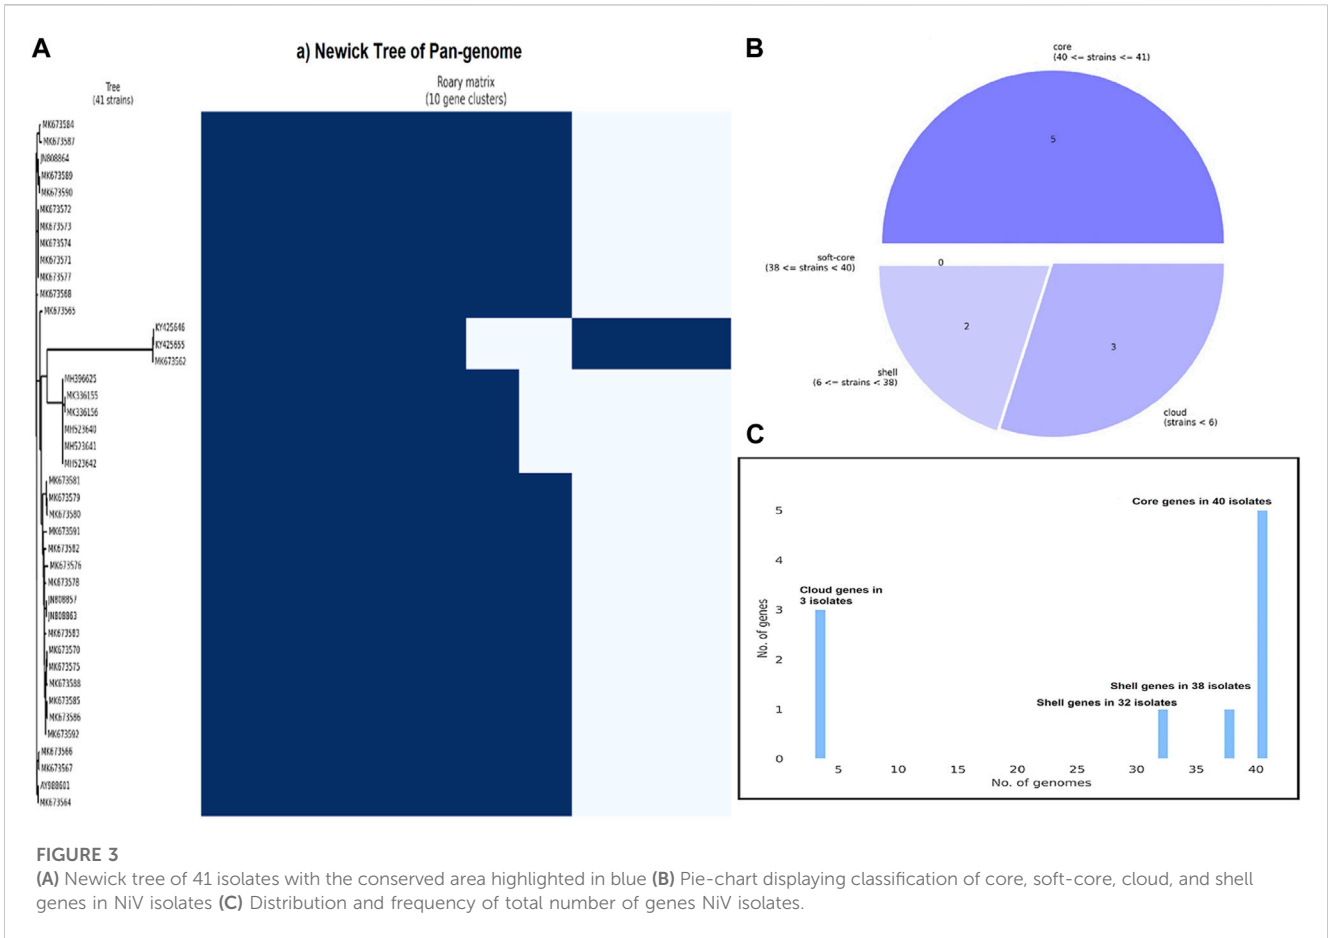 A
a) Newick Tree of Pan-genome
Tree
(41 strains)
Roary matrix
(10 gene clusters)
MK673584
MK673587
JN808864
MK673589
MK673590
MK673572
MK673573
MK673574
MK673571
MK673577
MK673568
MK673565
KY425646
KY425655
MK673562
MH396625
MK336155
MK336156
MH523640
MH523641
MH523642
MK673581
MK673579
MK673580
MK673591
MK673582
MK673576
MK673578
JN808857
JN808863
MK673583
MK673570
MK673575
MK673588
MK673585
MK673586
MK673592
MK673566
MK673567
AY988601
MK673564
B
core
(40 <= strains <= 41)
5
soft-core
(38 <= strains < 40)
0
2
3
shell
(6 <= strains < 38)
cloud
(strains < 6)
C
Core genes in 40 isolates
Cloud genes in
3 isolates
Shell genes in 38 isolates
Shell genes in 32 isolates
No. of genes
5
4
3
2
1
0
5 10 15 20 25 30 35 40
No. of genomes
FIGURE 3
(A) Newick tree of 41 isolates with the conserved area highlighted in blue (B) Pie-chart displaying classification of core, soft-core, cloud, and shell
genes in NiV isolates (C) Distribution and frequency of total number of genes NiV isolates.